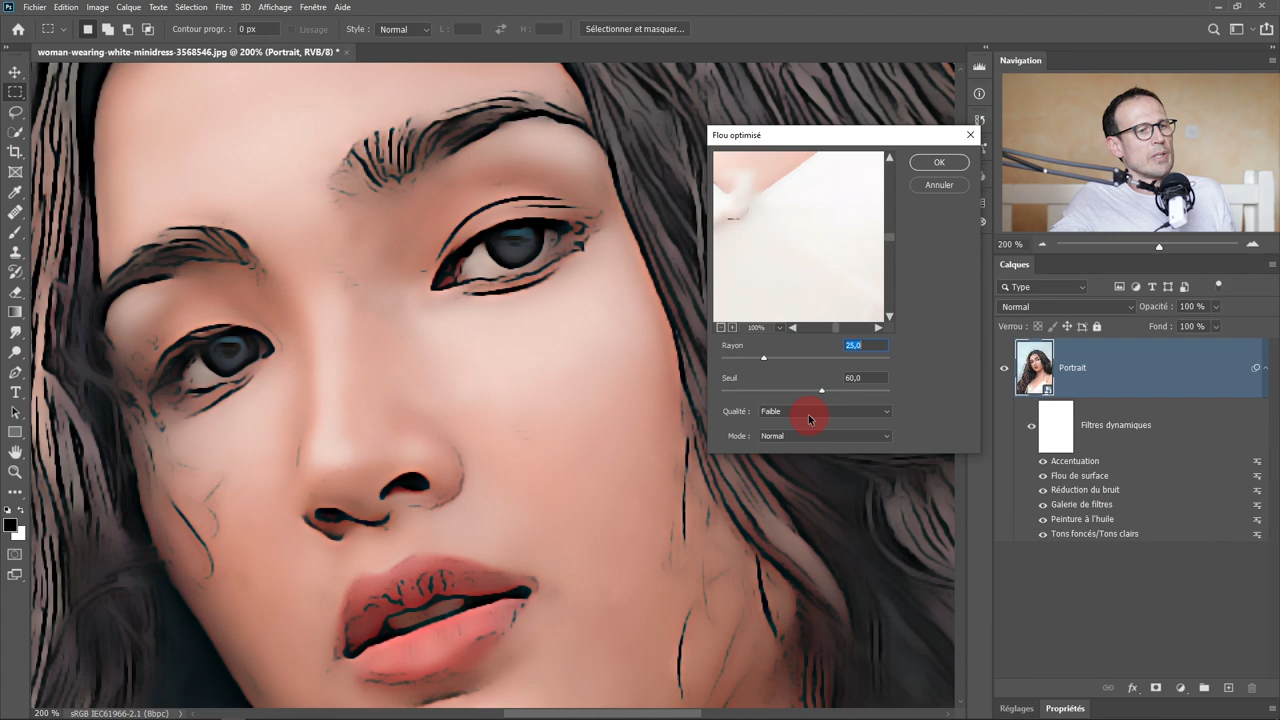 Ps Fichier Edition Image Calque Texte Sélection Filtre 3D Affichage Fenêtre Aide
Contour progr. : 0 px Lissage Style : Normal L : H : Sélectionner et masquer...
woman-wearing-white-minidress-3568546.jpg @ 200% (Portrait, RVB/8) * ×
Navigation
Flou optimisé
OK
Annuler
100%
Rayon 25,0
Seuil 60,0
Qualité : Faible
Mode : Normal
200 %
Calques
Type
Normal Opacité : 100 %
Verrou : Fond : 100 %
Portrait
Filtres dynamiques
Accentuation
Flou de surface
Réduction du bruit
Galerie de filtres
Peinture à l'huile
Tons foncés/Tons clairs
200 % sRGB IEC61966-2.1 (8bpc)
Réglages Propriétés